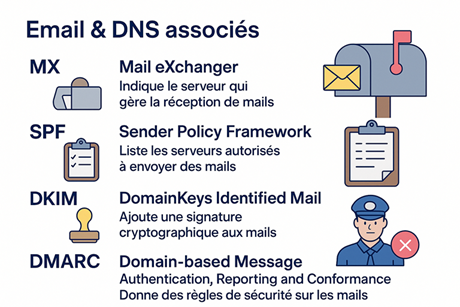 Email & DNS associés
MX
Mail eXchanger
Indique le serveur qui
gère la réception de mails
SPF
Sender Policy Framework
Liste les serveurs autorisés
à envoyer des mails
DKIM
DomainKeys Identified Mail
Ajoute une signature
cryptographique aux mails
DMARC
Domain-based Message
Authentication, Reporting and Conformance
Donne des règles de sécurité sur les mails